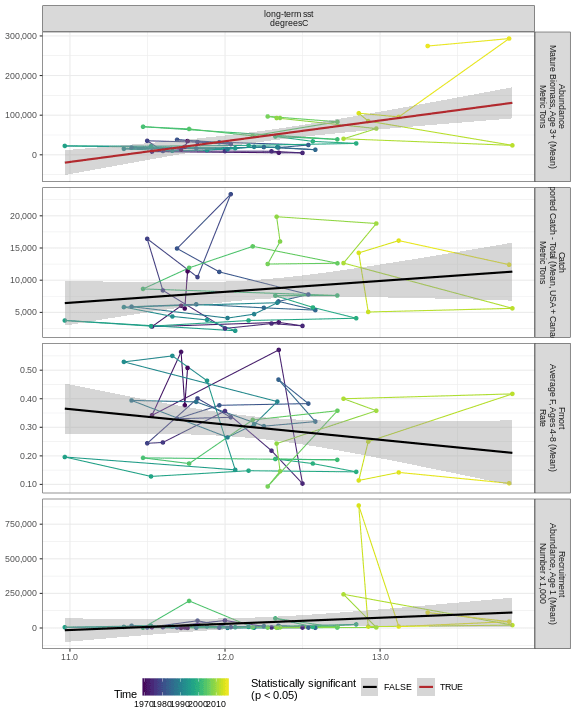 long-term sst
degreesC
300,000
200,000
100,000
0
Abundance
Mature Biomass, Age 3+ (Mean)
Metric Tons
20,000
15,000
10,000
5,000
Catch
ported Catch - Total (Mean, USA + Cana
Metric Tons
0.50
0.40
0.30
0.20
0.10
Fmort
Average F, Ages 4-8 (Mean)
Rate
750,000
500,000
250,000
0
Recruitment
Abundance, Age 1 (Mean)
Number x 1,000
11.0 12.0 13.0
Time
1970 1980 1990 2000 2010
Statistically significant
(p < 0.05)
FALSE
TRUE